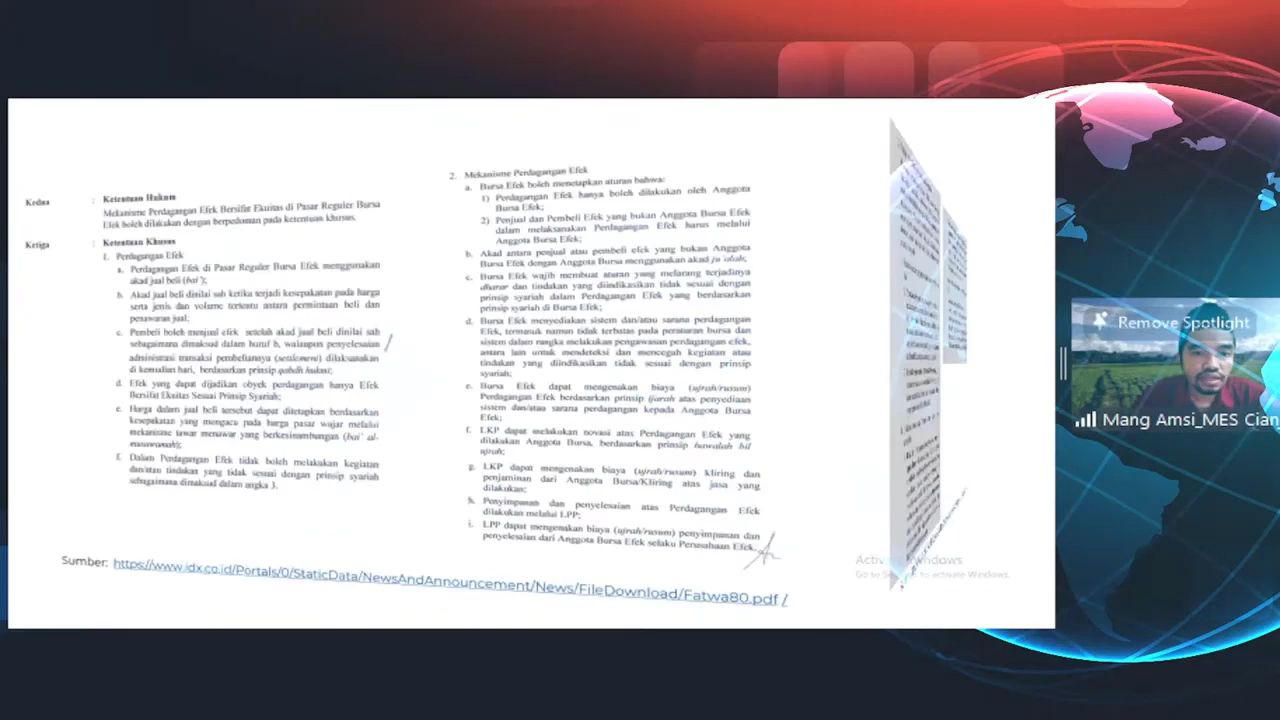 Kedua : Ketentuan Hukum
Mekanisme Perdagangan Efek Bersifat Ekuitas di Pasar Reguler Bursa
Efek boleh dilakukan dengan berpedoman pada ketentuan khusus.
Ketiga : Ketentuan Khusus
1. Perdagangan Efek
a. Perdagangan Efek di Pasar Reguler Bursa Efek menggunakan
akad jual beli (bai');
b. Akad jual beli dinilai sah ketika terjadi kesepakatan pada harga
serta jenis dan volume tertentu antara permintaan beli dan
penawaran jual;
c. Pembeli boleh menjual efek setelah akad jual beli dinilai sah
sebagaimana dimaksud dalam huruf b, walaupun penyelesaian
administrasi transaksi pembeliannya (settlement) dilaksanakan
di kemudian hari, berdasarkan prinsip qabdh hukmi;
d. Efek yang dapat dijadikan obyek perdagangan hanya Efek
Bersifat Ekuitas Sesuai Prinsip Syariah;
e. Harga dalam jual beli tersebut dapat ditetapkan berdasarkan
kesepakatan yang mengacu pada harga pasar wajar melalui
mekanisme tawar menawar yang berkesinambungan (bai' al-
musawamah);
f. Dalam Perdagangan Efek tidak boleh melakukan kegiatan
dan/atau tindakan yang tidak sesuai dengan prinsip syariah
sebagaimana dimaksud dalam angka 3.
2. Mekanisme Perdagangan Efek
a. Bursa Efek boleh menetapkan aturan bahwa:
1) Perdagangan Efek hanya boleh dilakukan oleh Anggota
Bursa Efek;
2) Penjual dan Pembeli Efek yang bukan Anggota Bursa Efek
dalam melaksanakan Perdagangan Efek harus melalui
Anggota Bursa Efek;
b. Akad antara penjual atau pembeli efek yang bukan Anggota
Bursa Efek dengan Anggota Bursa menggunakan akad ju'alah;
c. Bursa Efek wajib membuat aturan yang melarang terjadinya
dharar dan tindakan yang diindikasikan tidak sesuai dengan
prinsip syariah dalam Perdagangan Efek yang berdasarkan
prinsip syariah di Bursa Efek;
d. Bursa Efek menyediakan sistem dan/atau sarana perdagangan
Efek, termasuk namun tidak terbatas pada peraturan bursa dan
sistem dalam rangka melakukan pengawasan perdagangan efek,
antara lain untuk mendeteksi dan mencegah kegiatan atau
tindakan yang diindikasikan tidak sesuai dengan prinsip
syariah;
e. Bursa Efek dapat mengenakan biaya (ujrah/rusum)
Perdagangan Efek berdasarkan prinsip ijarah atas penyediaan
sistem dan/atau sarana perdagangan kepada Anggota Bursa
Efek;
f. LKP dapat melakukan novasi atas Perdagangan Efek yang
dilakukan Anggota Bursa, berdasarkan prinsip hawalah bil
ujrah;
g. LKP dapat mengenakan biaya (ujrah/rusum) kliring dan
penjaminan dari Anggota Bursa/Kliring atas jasa yang
dilakukan;
h. Penyimpanan dan penyelesaian atas Perdagangan Efek
dilakukan melalui LPP;
i. LPP dapat mengenakan biaya (ujrah/rusum) penyimpanan dan
penyelesaian dari Anggota Bursa Efek selaku Perusahaan Efek.
Sumber: https://www.idx.co.id/Portals/0/StaticData/NewsAndAnnouncement/News/FileDownload/Fatwa80.pdf /
Go to activate Windows.
Remove Spotlight
Mang Amsi_MES Cian